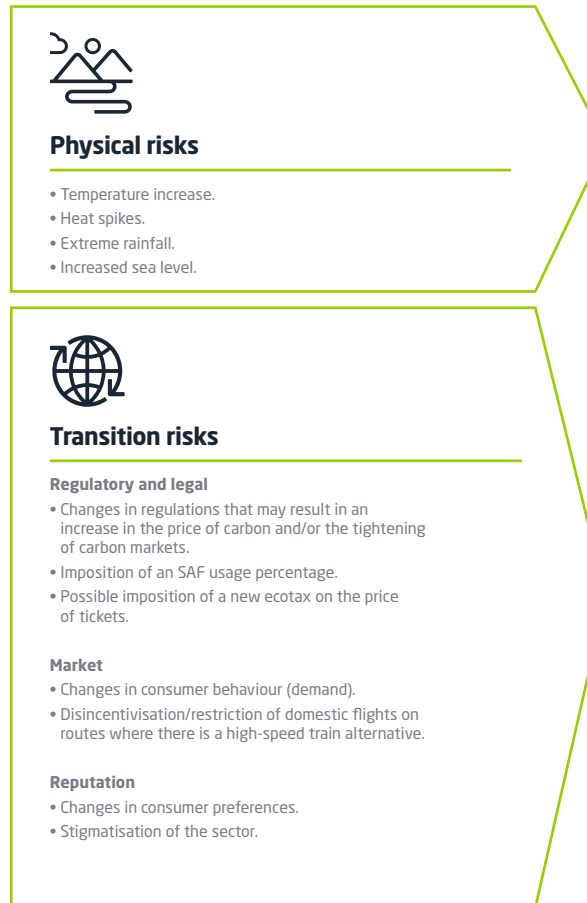 Physical risks
• Temperature increase.
• Heat spikes.
• Extreme rainfall.
• Increased sea level.
Transition risks
Regulatory and legal
• Changes in regulations that may result in an
increase in the price of carbon and/or the tightening
of carbon markets.
• Imposition of an SAF usage percentage.
• Possible imposition of a new ecotax on the price
of tickets.
Market
• Changes in consumer behaviour (demand).
• Disincentivisation/restriction of domestic flights on
routes where there is a high-speed train alternative.
Reputation
• Changes in consumer preferences.
• Stigmatisation of the sector.